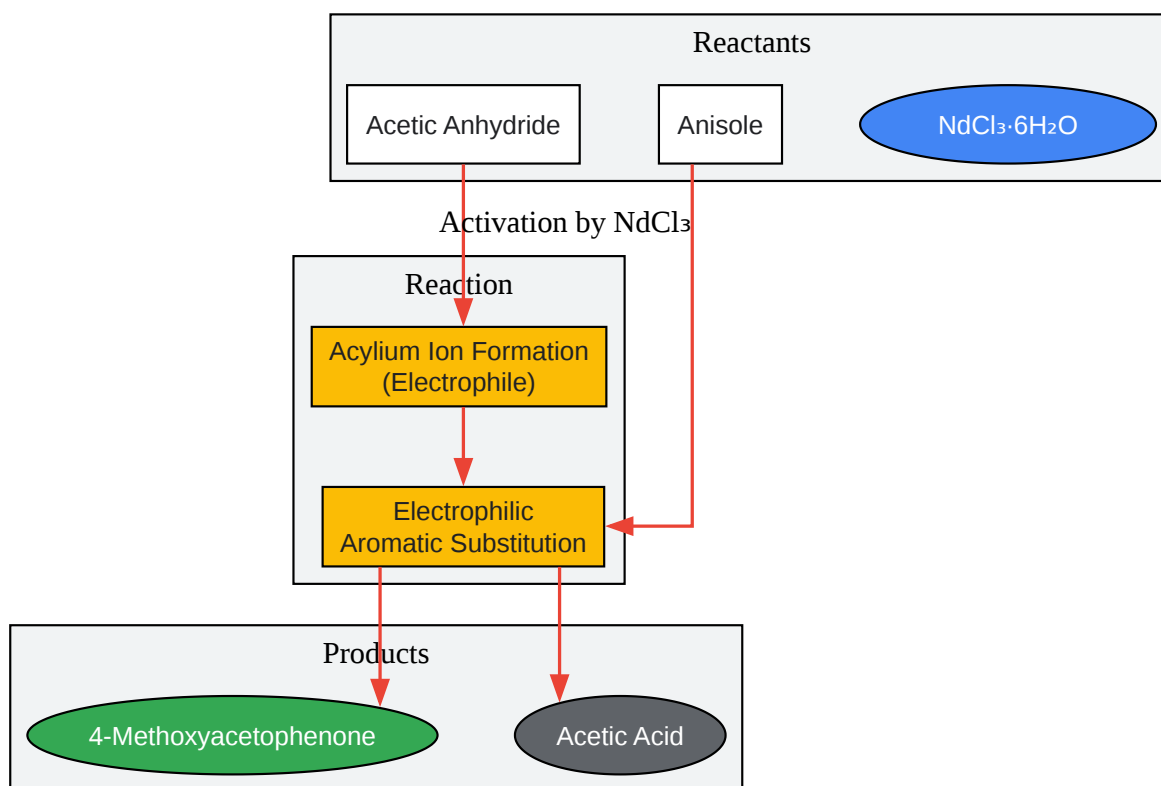 Reactants
Acetic Anhydride
Anisole
NdCl₃·6H₂O
Activation by NdCl₃
Reaction
Acylium Ion Formation
(Electrophile)
Electrophilic
Aromatic Substitution
Products
4-Methoxyacetophenone
Acetic Acid